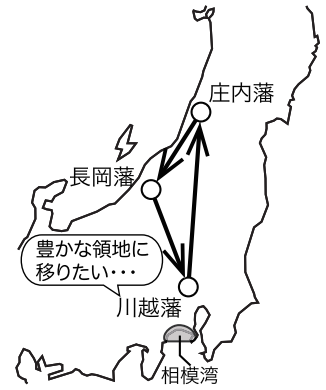 庄内藩
長岡藩
豊かな領地に
移りたい･･･
川越藩
相模湾